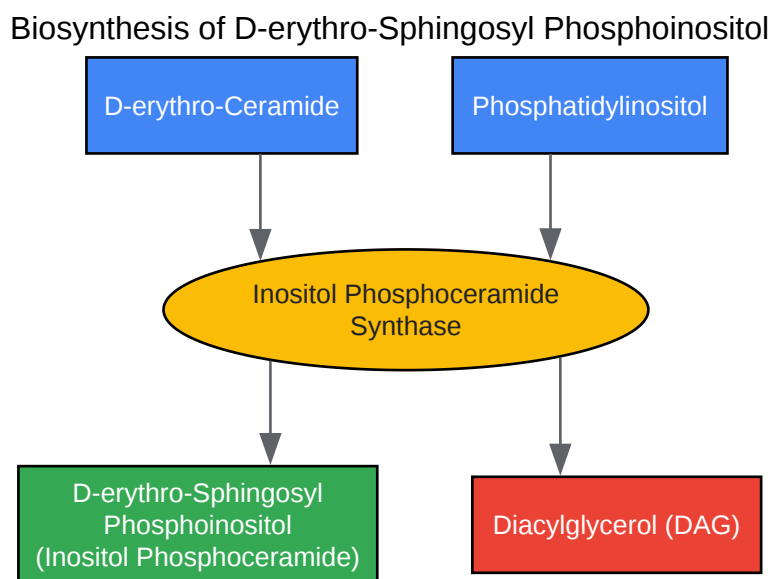 Biosynthesis of D-erythro-Sphingosyl Phosphoinositol
D-erythro-Ceramide
Phosphatidylinositol
Inositol Phosphoceramide
Synthase
D-erythro-Sphingosyl
Phosphoinositol
(Inositol Phosphoceramide)
Diacylglycerol (DAG)